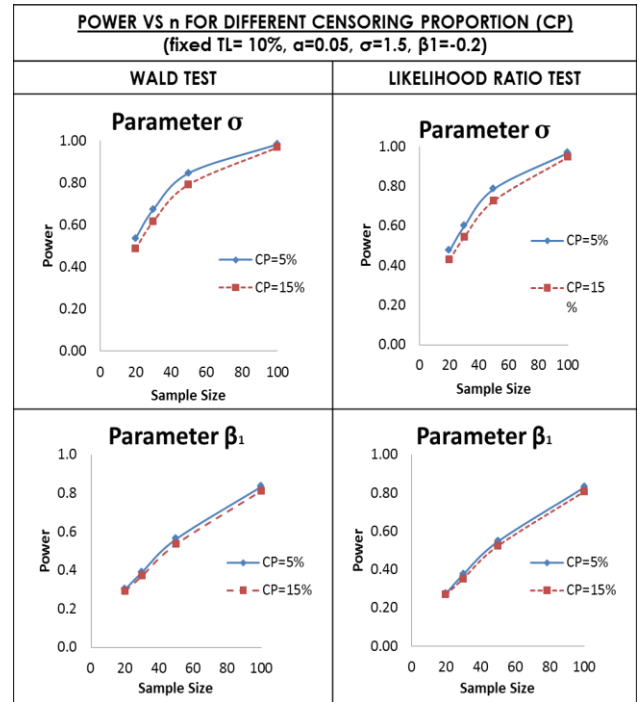 POWER VS n FOR DIFFERENT CENSORING PROPORTION (CP)
(fixed TL= 10%, α=0.05, σ=1.5, β1=-0.2)
WALD TEST
LIKELIHOOD RATIO TEST
Parameter σ
1.00
0.80
0.60
0.40
0.20
0.00
Power
CP=5%
CP=15%
0 20 40 60 80 100
Sample Size
Parameter σ
1.00
0.80
0.60
0.40
0.20
0.00
Power
CP=5%
CP=15
%
0 20 40 60 80 100
Sample Size
Parameter β₁
1.0
0.8
0.6
0.4
0.2
0.0
Power
CP=5%
CP=15%
0 20 40 60 80 100
Sample Size
Parameter β₁
1.0
0.80
0.60
0.40
0.20
0.0
Power
CP=5%
CP=15%
0 20 40 60 80 100
Sample Size